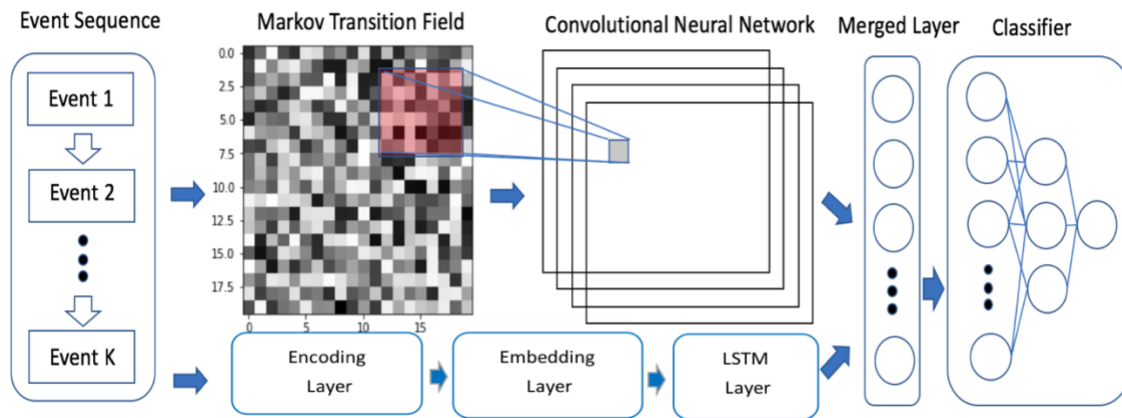 Event Sequence
Markov Transition Field
Convolutional Neural Network
Merged Layer
Classifier
Event 1
Event 2
Event K
0.0
2.5
5.0
7.5
10.0
12.5
15.0
17.5
0
5
10
15
Encoding
Layer
Embedding
Layer
LSTM
Layer